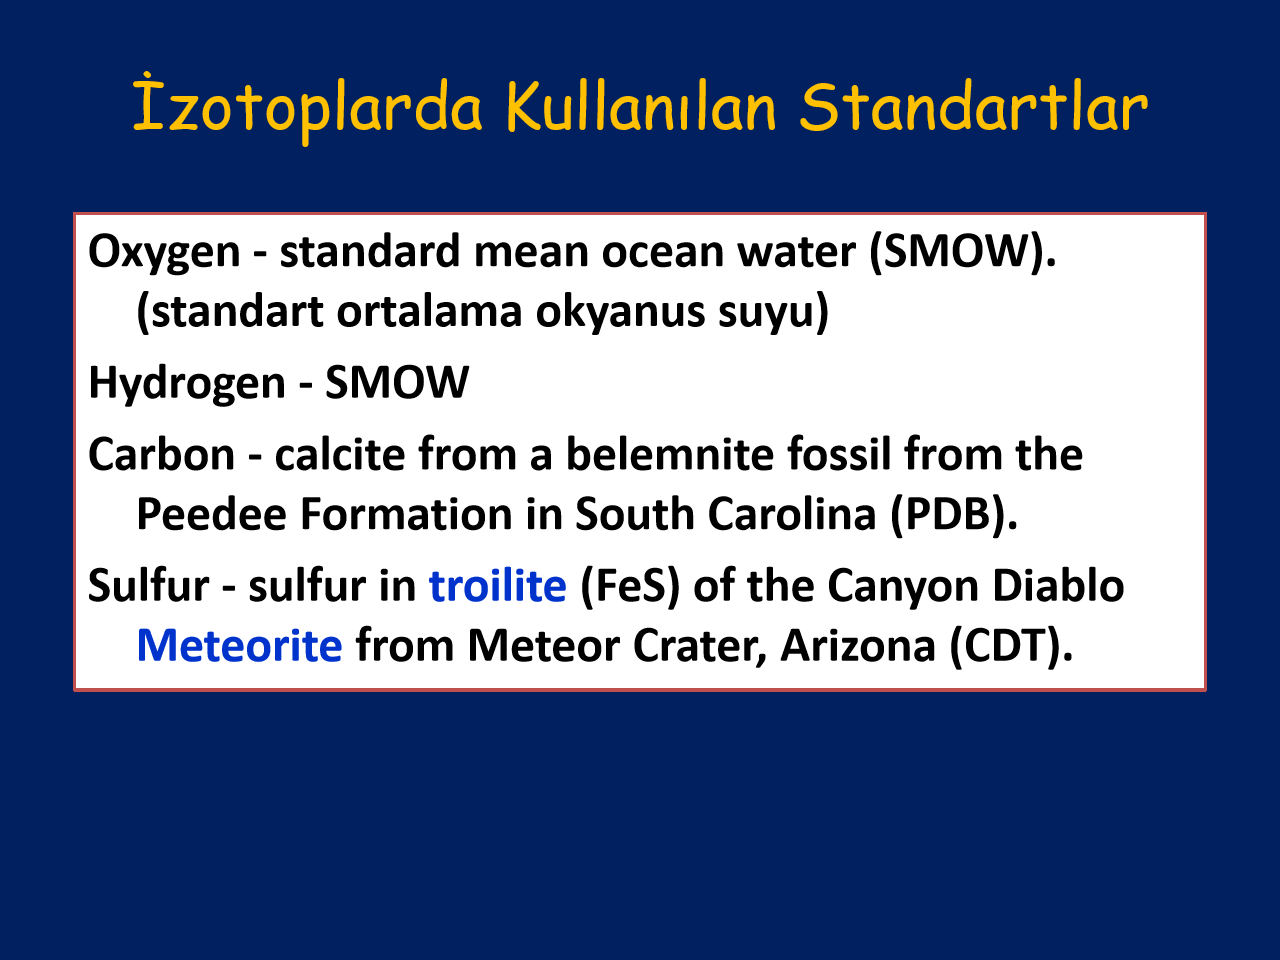 İzotoplarda Kullanılan Standartlar
Oxygen - standard mean ocean water (SMOW).
(standart ortalama okyanus suyu)
Hydrogen - SMOW
Carbon - calcite from a belemnite fossil from the
Peedee Formation in South Carolina (PDB).
Sulfur - sulfur in troilite (FeS) of the Canyon Diablo
Meteorite from Meteor Crater, Arizona (CDT).